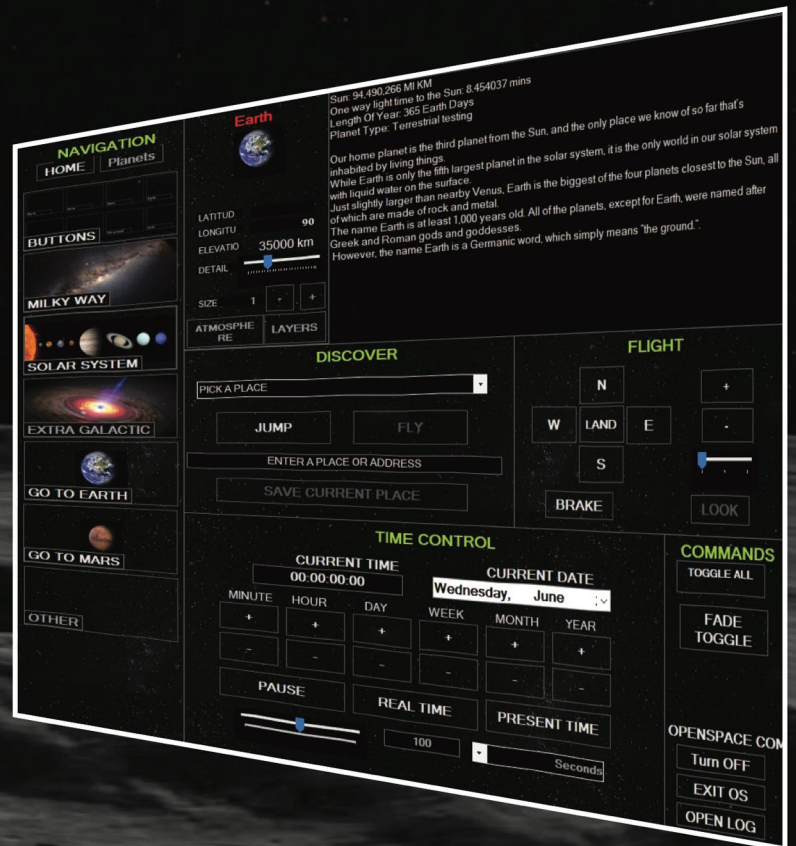 NAVIGATION
HOME
Planets
BUTTONS
MILKY WAY
SOLAR SYSTEM
EXTRA GALACTIC
GO TO EARTH
GO TO MARS
OTHER
Earth
LATITUD
LONGITU 90
ELEVATIO 35000 km
DETAIL
SIZE 1 - +
ATMOSPHE
RE
LAYERS
Sun: 94,490,266 MI KM
One way light time to the Sun: 8.454037 mins
Length Of Year: 365 Earth Days
Planet Type: Terrestrial testing
Our home planet is the third planet from the Sun, and the only place we know of so far that's
inhabited by living things.
While Earth is only the fifth largest planet in the solar system, it is the only world in our solar system
with liquid water on the surface.
Just slightly larger than nearby Venus, Earth is the biggest of the four planets closest to the Sun, all
of which are made of rock and metal.
The name Earth is at least 1,000 years old. All of the planets, except for Earth, were named after
Greek and Roman gods and goddesses.
However, the name Earth is a Germanic word, which simply means "the ground.".
DISCOVER
PICK A PLACE
JUMP
FLY
ENTER A PLACE OR ADDRESS
SAVE CURRENT PLACE
FLIGHT
N
W LAND E
S
+
-
BRAKE
LOOK
TIME CONTROL
CURRENT TIME
00:00:00:00
CURRENT DATE
Wednesday, June
MINUTE HOUR DAY WEEK MONTH YEAR
+ + + + + +
- - - - - -
PAUSE
REAL TIME
PRESENT TIME
100
Seconds
COMMANDS
TOGGLE ALL
FADE
TOGGLE
OPENSPACE COM
Turn OFF
EXIT OS
OPEN LOG